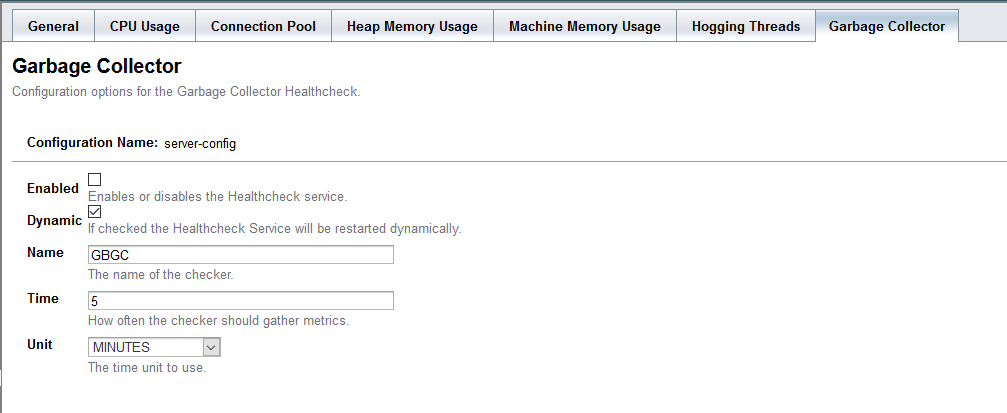 General CPU Usage Connection Pool Heap Memory Usage Machine Memory Usage Hogging Threads Garbage Collector
Garbage Collector
Configuration options for the Garbage Collector Healthcheck.
Configuration Name: server-config
Enabled
Enables or disables the Healthcheck service.
Dynamic
If checked the Healthcheck Service will be restarted dynamically.
Name GBGC
The name of the checker.
Time 5
How often the checker should gather metrics.
Unit MINUTES
The time unit to use.